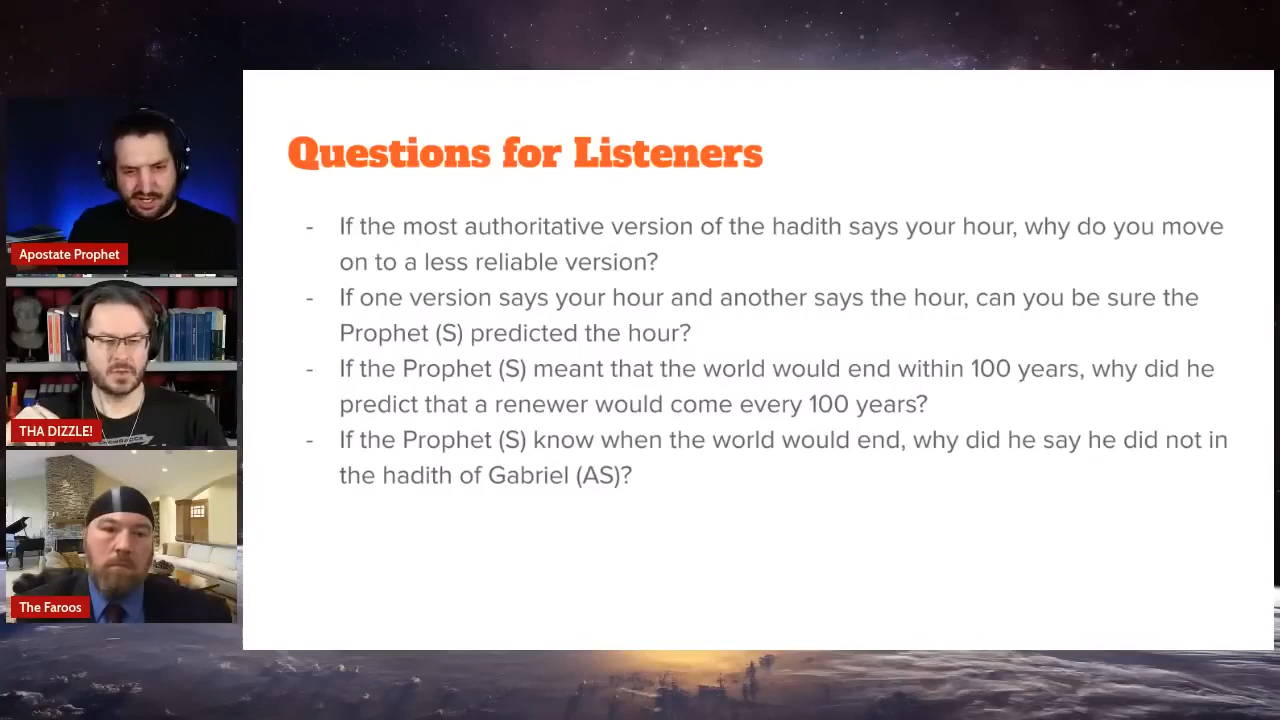 Questions for Listeners
- If the most authoritative version of the hadith says your hour, why do you move
on to a less reliable version?
- If one version says your hour and another says the hour, can you be sure the
Prophet (S) predicted the hour?
- If the Prophet (S) meant that the world would end within 100 years, why did he
predict that a renewer would come every 100 years?
- If the Prophet (S) know when the world would end, why did he say he did not in
the hadith of Gabriel (AS)?
Apostate Prophet
THA DIZZLE!
The Faroos